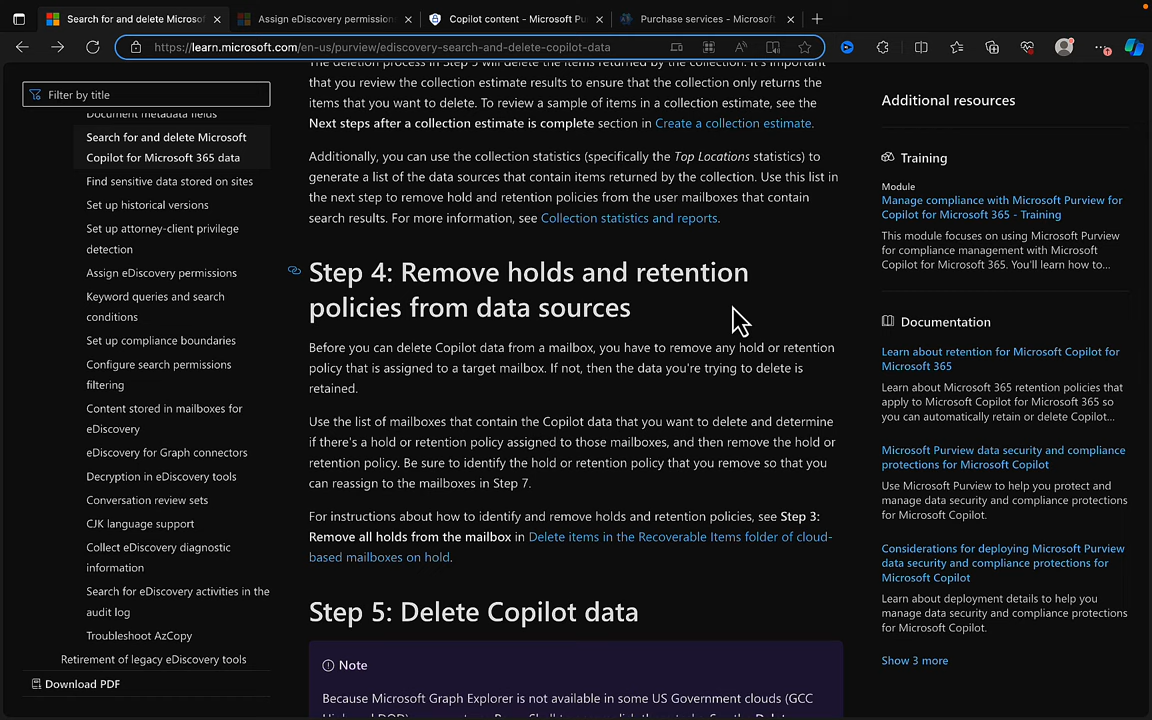 Search for and delete Microsof
Assign eDiscovery permission
Copilot content - Microsoft Pu
Purchase services - Microsoft
https://learn.microsoft.com/en-us/purview/ediscovery-search-and-delete-copilot-data
Filter by title
Document metadata fields
Search for and delete Microsoft
Copilot for Microsoft 365 data
Find sensitive data stored on sites
Set up historical versions
Set up attorney-client privilege
detection
Assign eDiscovery permissions
Keyword queries and search
conditions
Set up compliance boundaries
Configure search permissions
filtering
Content stored in mailboxes for
eDiscovery
eDiscovery for Graph connectors
Decryption in eDiscovery tools
Conversation review sets
CJK language support
Collect eDiscovery diagnostic
information
Search for eDiscovery activities in the
audit log
Troubleshoot AzCopy
Retirement of legacy eDiscovery tools
Download PDF
The deletion process in Step 5 will delete the items returned by the collection. It's important
that you review the collection estimate results to ensure that the collection only returns the
items that you want to delete. To review a sample of items in a collection estimate, see the
Next steps after a collection estimate is complete section in Create a collection estimate.
Additionally, you can use the collection statistics (specifically the Top Locations statistics) to
generate a list of the data sources that contain items returned by the collection. Use this list in
the next step to remove hold and retention policies from the user mailboxes that contain
search results. For more information, see Collection statistics and reports.
Step 4: Remove holds and retention
policies from data sources
Before you can delete Copilot data from a mailbox, you have to remove any hold or retention
policy that is assigned to a target mailbox. If not, then the data you're trying to delete is
retained.
Use the list of mailboxes that contain the Copilot data that you want to delete and determine
if there's a hold or retention policy assigned to those mailboxes, and then remove the hold or
retention policy. Be sure to identify the hold or retention policy that you remove so that you
can reassign to the mailboxes in Step 7.
For instructions about how to identify and remove holds and retention policies, see Step 3:
Remove all holds from the mailbox in Delete items in the Recoverable Items folder of cloud-
based mailboxes on hold.
Step 5: Delete Copilot data
Note
Because Microsoft Graph Explorer is not available in some US Government clouds (GCC
Additional resources
Training
Module
Manage compliance with Microsoft Purview for
Copilot for Microsoft 365 - Training
This module focuses on using Microsoft Purview
for compliance management with Microsoft
Copilot for Microsoft 365. You'll learn how to...
Documentation
Learn about retention for Microsoft Copilot for
Microsoft 365
Learn about Microsoft 365 retention policies that
apply to Microsoft Copilot for Microsoft 365 so
you can automatically retain or delete Copilot...
Microsoft Purview data security and compliance
protections for Microsoft Copilot
Use Microsoft Purview to help you protect and
manage data security and compliance protections
for Microsoft Copilot.
Considerations for deploying Microsoft Purview
data security and compliance protections for
Microsoft Copilot
Learn about deployment details to help you
manage data security and compliance protections
for Microsoft Copilot.
Show 3 more